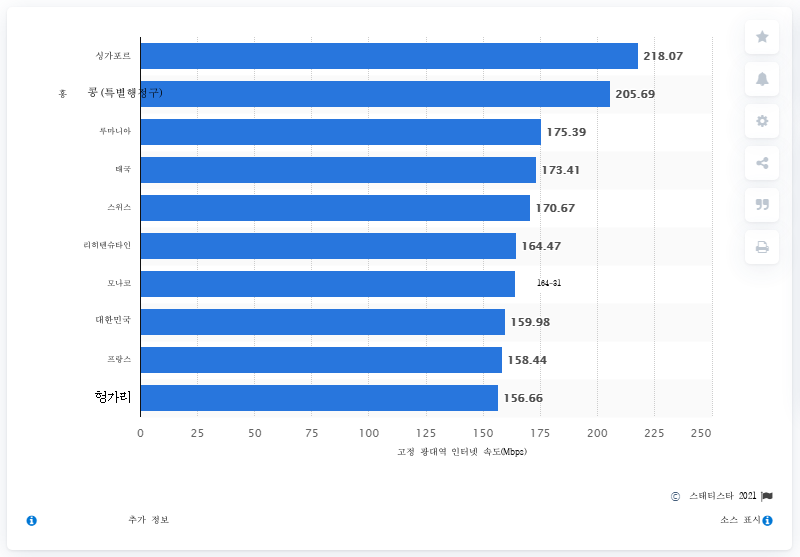 싱가포르 218.07
홍 콩 (특별행정구) 205.69
루마니아 175.39
태국 173.41
스위스 170.67
리히텐슈타인 164.47
모나코 164-31
대한민국 159.98
프랑스 158.44
헝가리 156.66
0 25 50 75 100 125 150 175 200 225 250
고정 광대역 인터넷 속도(Mbps)
© 스태티스타 2021
추가 정보 소스 표시